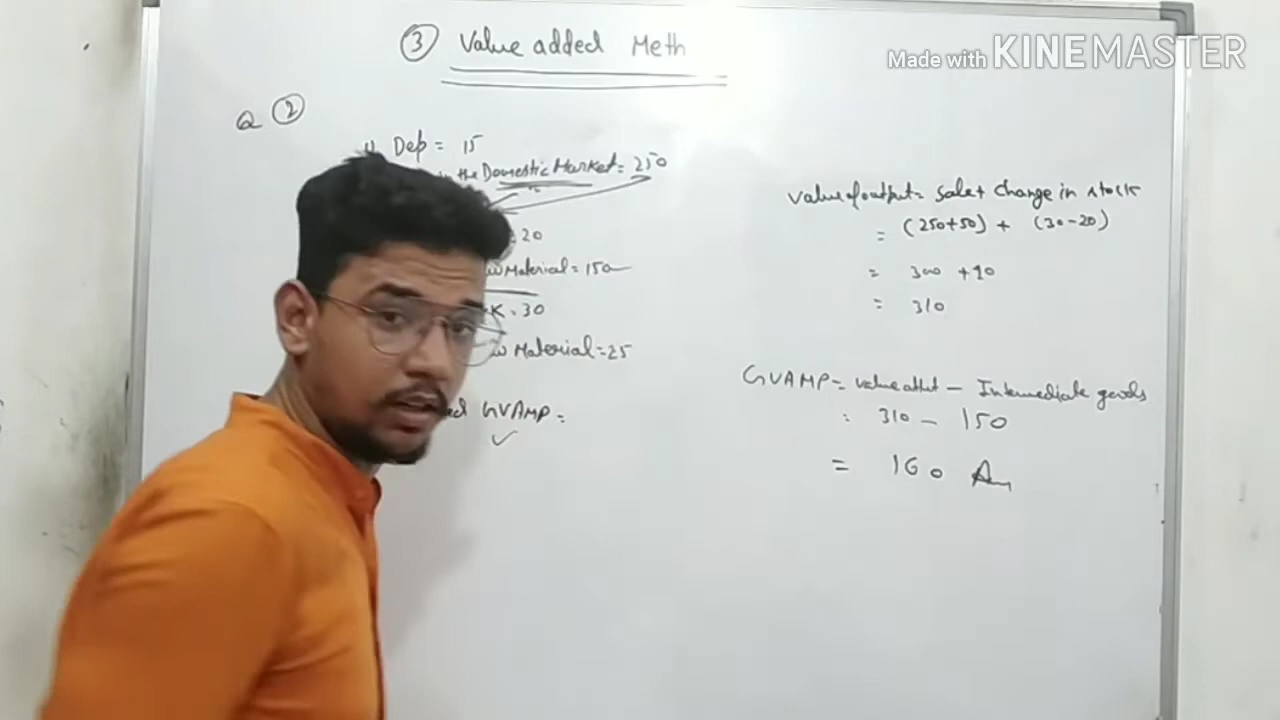 ③ Value added Meth
Made with KINEMASTER
Q ②
Dep = 15
in the Domestic Market = 250
= 20
w Material = 150
K = 30
w Material = 25
GVAMP =
value of output = sale + change in stock
= (250+50) + (30-20)
= 300 + 10
= 310
GVAMP = value output - Intermediate goods
= 310 - 150
= 160 Ans